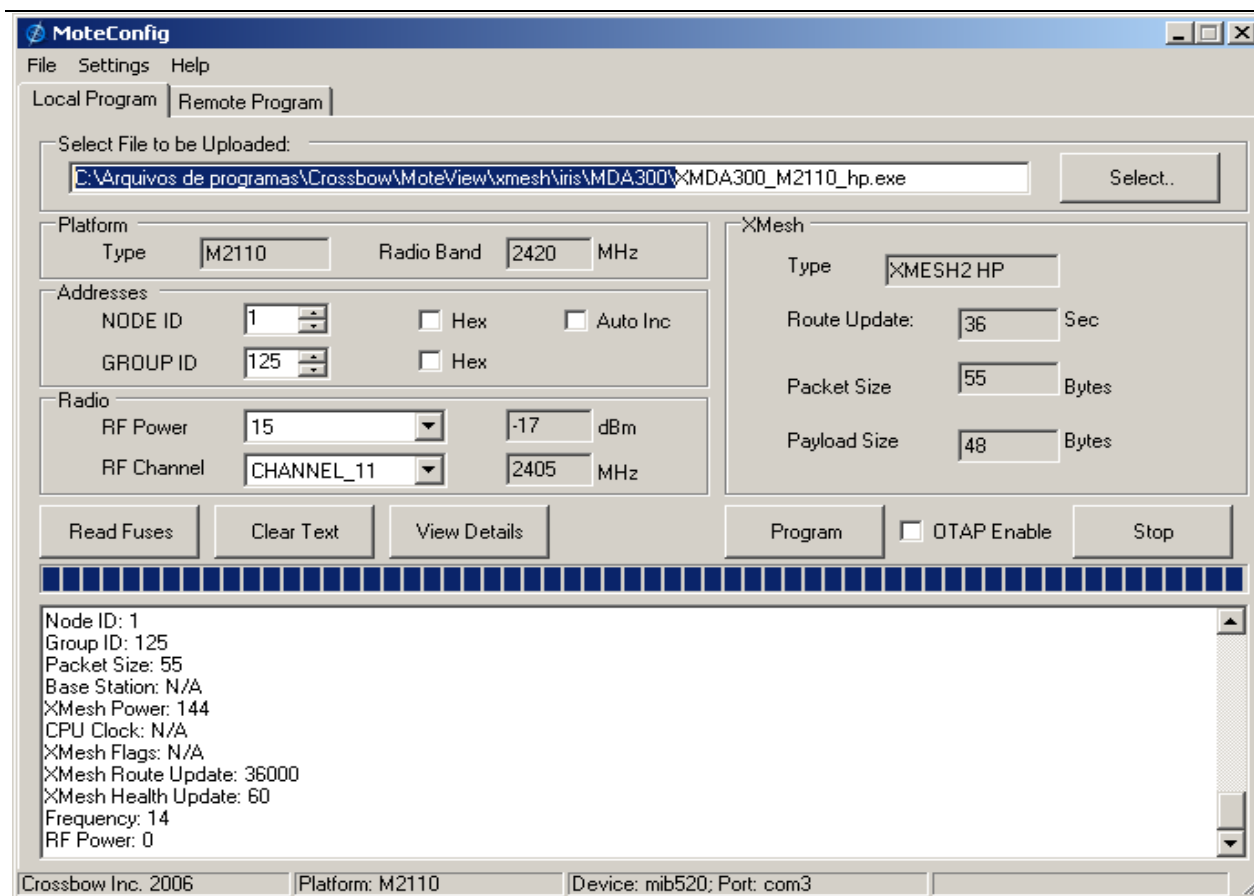 MoteConfig
File Settings Help
Local Program Remote Program
Select File to be Uploaded:
C:\Arquivos de programas\Crossbow\MoteView\xmesh\iris\MDA300\XMDA300_M2110_hp.exe Select..
Platform
Type M2110 Radio Band 2420 MHz
Addresses
NODE ID 1 Hex Auto Inc
GROUP ID 125 Hex
Radio
RF Power 15 -17 dBm
RF Channel CHANNEL_11 2405 MHz
XMesh
Type XMESH2 HP
Route Update: 36 Sec
Packet Size 55 Bytes
Payload Size 48 Bytes
Read Fuses Clear Text View Details Program OTAP Enable Stop
Node ID: 1
Group ID: 125
Packet Size: 55
Base Station: N/A
XMesh Power: 144
CPU Clock: N/A
XMesh Flags: N/A
XMesh Route Update: 36000
XMesh Health Update: 60
Frequency: 14
RF Power: 0
Crossbow Inc. 2006 Platform: M2110 Device: mib520; Port: com3